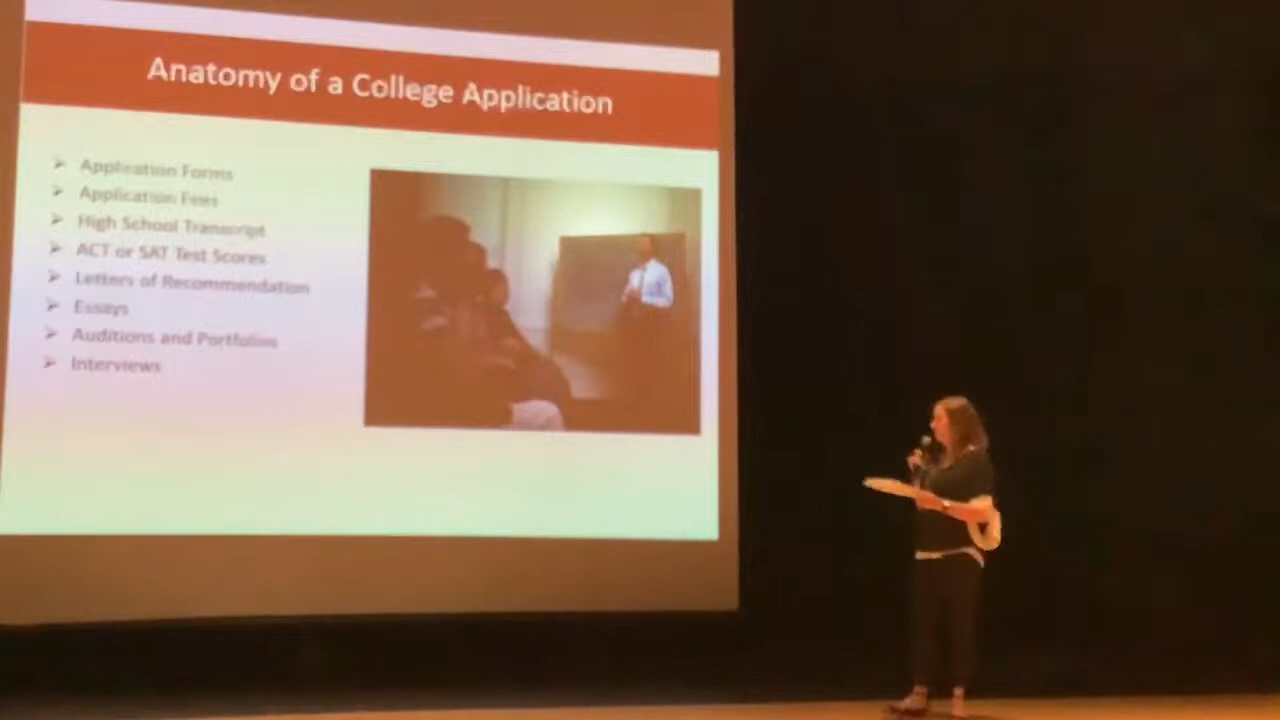 Anatomy of a College Application
Application Forms
Application Fees
High School Transcript
ACT or SAT Test Scores
Letters of Recommendation
Essays
Auditions and Portfolios
Interviews